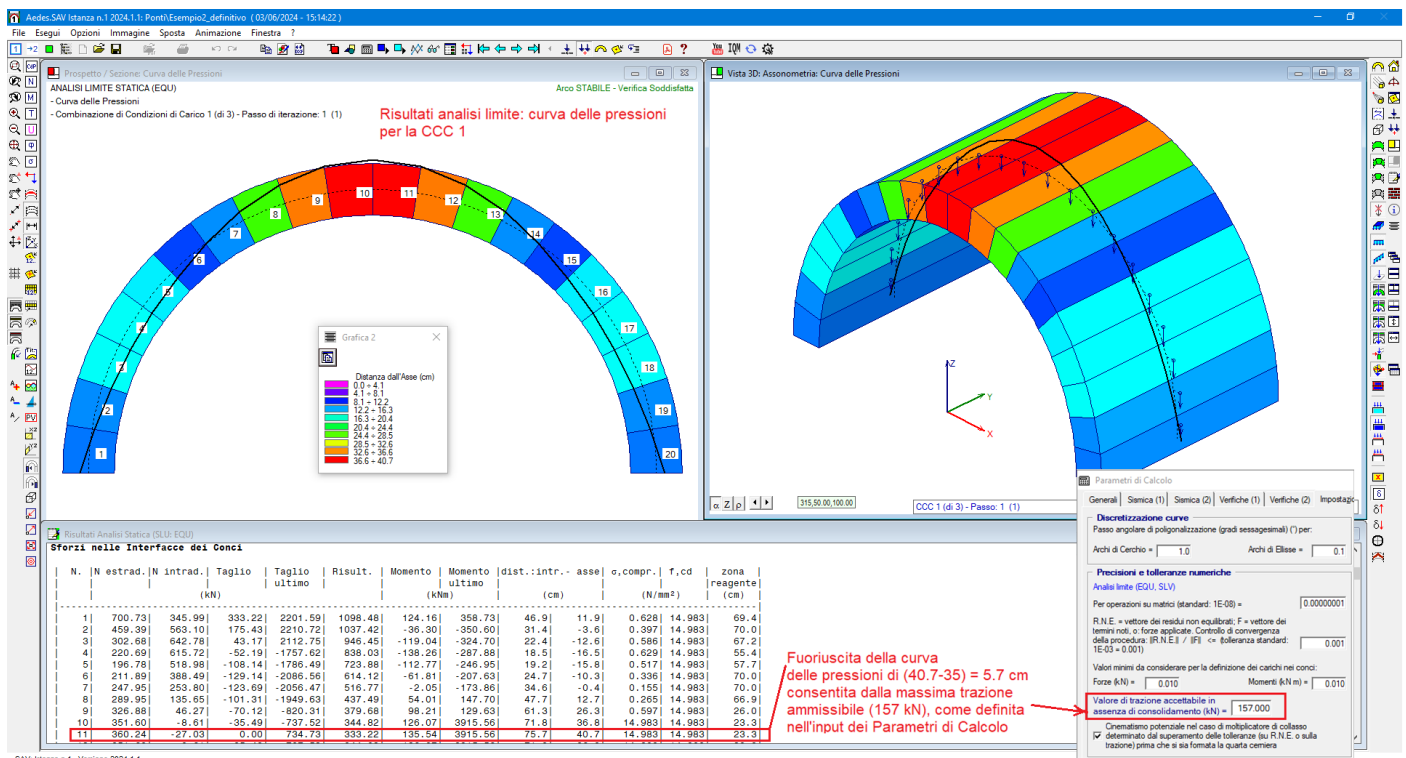 Aedes.SAV Istanza n.1 2024.1.1: Ponti\Esempio2_definitivo (03/06/2024 - 15:14:22 )
File Esegui Opzioni Immagine Sposta Animazione Finestra ?
Prospetto / Sezione: Curva delle Pressioni
ANALISI LIMITE STATICA (EQU)
Arco STABILE - Verifica Soddisfatta
- Curva delle Pressioni
- Combinazione di Condizioni di Carico 1 (di 3) - Passo di iterazione: 1 (1)
Risultati analisi limite: curva delle pressioni
per la CCC 1
1
2
3
4
5
6
7
8
9
10
11
12
13
14
15
16
17
18
19
20
Grafica 2
Distanza dall'Asse (cm)
0.0 ÷ 4.1
4.1 ÷ 8.1
8.1 ÷ 12.2
12.2 ÷ 16.3
16.3 ÷ 20.4
20.4 ÷ 24.4
24.4 ÷ 28.5
28.5 ÷ 32.6
32.6 ÷ 36.6
36.6 ÷ 40.7
Vista 3D: Assonometria: Curva delle Pressioni
Z
Y
X
315,50.00,100.00
CCC 1 (di 3) - Passo: 1 (1)
Risultati Analisi Statica (SLU: EQU)
Sforzi nelle Interfacce dei Conci
| N. |N estrad.|N intrad.| Taglio | Taglio | Risult. | Momento | Momento |dist.:intr.- asse| σ,compr.| f,cd | zona |
| | | | | ultimo | | | ultimo | | | |reagente|
| | (kN) | (kNm) | (cm) | (N/mm²) | (cm) |
| 1| 700.73| 345.99| 333.22| 2201.59| 1098.48| 124.16| 358.73| 46.9| 11.9| 0.628| 14.983| 69.4|
| 2| 459.39| 563.10| 175.43| 2210.72| 1037.42| -36.30| -350.60| 31.4| -3.6| 0.397| 14.983| 70.0|
| 3| 302.68| 642.78| 43.17| 2112.75| 946.45| -119.04| -324.70| 22.4| -12.6| 0.586| 14.983| 67.2|
| 4| 220.69| 615.72| -52.19| -1757.62| 838.03| -138.26| -287.88| 18.5| -16.5| 0.629| 14.983| 55.4|
| 5| 196.78| 518.98| -108.14| -1786.49| 723.88| -112.77| -246.95| 19.2| -15.8| 0.517| 14.983| 57.7|
| 6| 211.89| 388.49| -129.14| -2086.56| 614.12| -61.81| -207.63| 24.7| -10.3| 0.336| 14.983| 70.0|
| 7| 247.95| 253.80| -123.69| -2056.47| 516.77| -2.05| -173.86| 34.6| -0.4| 0.155| 14.983| 70.0|
| 8| 289.95| 135.65| -101.31| -1949.63| 437.49| 54.01| 147.70| 47.7| 12.7| 0.265| 14.983| 66.9|
| 9| 326.88| 46.27| -70.12| -820.31| 379.68| 98.21| 129.63| 61.3| 26.3| 0.597| 14.983| 26.0|
| 10| 351.60| -8.61| -35.49| -737.52| 344.82| 126.07| 3915.56| 71.8| 36.8| 14.983| 14.983| 23.3|
| 11| 360.24| -27.03| 0.00| 734.73| 333.22| 135.54| 3915.56| 75.7| 40.7| 14.983| 14.983| 23.3|
Fuoriuscita della curva
delle pressioni di (40.7-35) = 5.7 cm
consentita dalla massima trazione
ammissibile (157 kN), come definita
nell'input dei Parametri di Calcolo
Parametri di Calcolo
Generali Sismica (1) Sismica (2) Verifiche (1) Verifiche (2)
Discretizzazione curve
Passo angolare di poligonalizzazione (gradi sessagesimali) (°) per:
Archi di Cerchio = 1.0 Archi di Ellisse = 0.1
Precisioni e tolleranze numeriche
Analisi limite (EQU, SLV)
Per operazioni su matrici (standard: 1E-08) = 0.00000001
R.N.E. = vettore dei residui non equilibrati; F = vettore dei
termini noti, o: forze applicate. Controllo di convergenza
della procedura: ||R.N.E.|| / ||F|| <= (tolleranza standard:
1E-03 = 0.001) 0.001
Valori minimi da considerare per la definizione dei carichi nei conci:
Forze (kN) = 0.010 Momenti (kN m) = 0.010
Valore di trazione accettabile in
assenza di consolidamento (kN) = 157.000
Cinematismo potenziale nel caso di moltiplicatore di collasso
determinato dal superamento delle tolleranze (su R.N.E. o sulla
trazione) prima che si sia formata la quarta cerniera